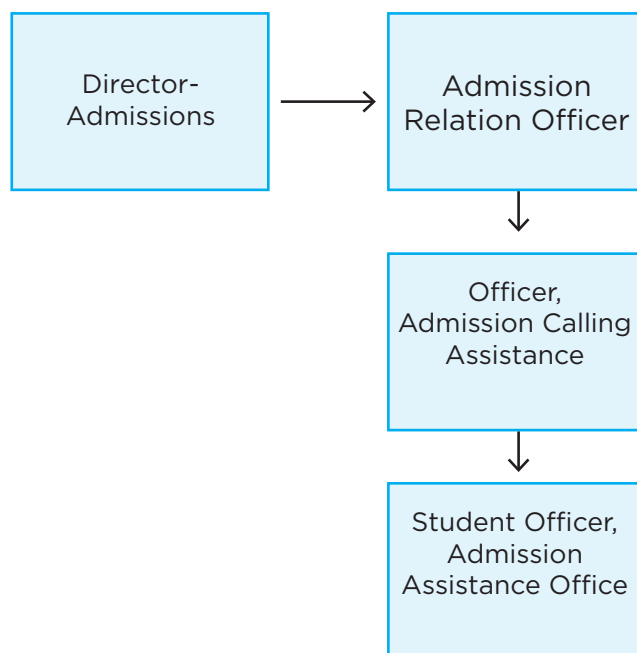 Director-
Admissions
Admission
Relation Officer
Officer,
Admission Calling
Assistance
Student Officer,
Admission
Assistance Office